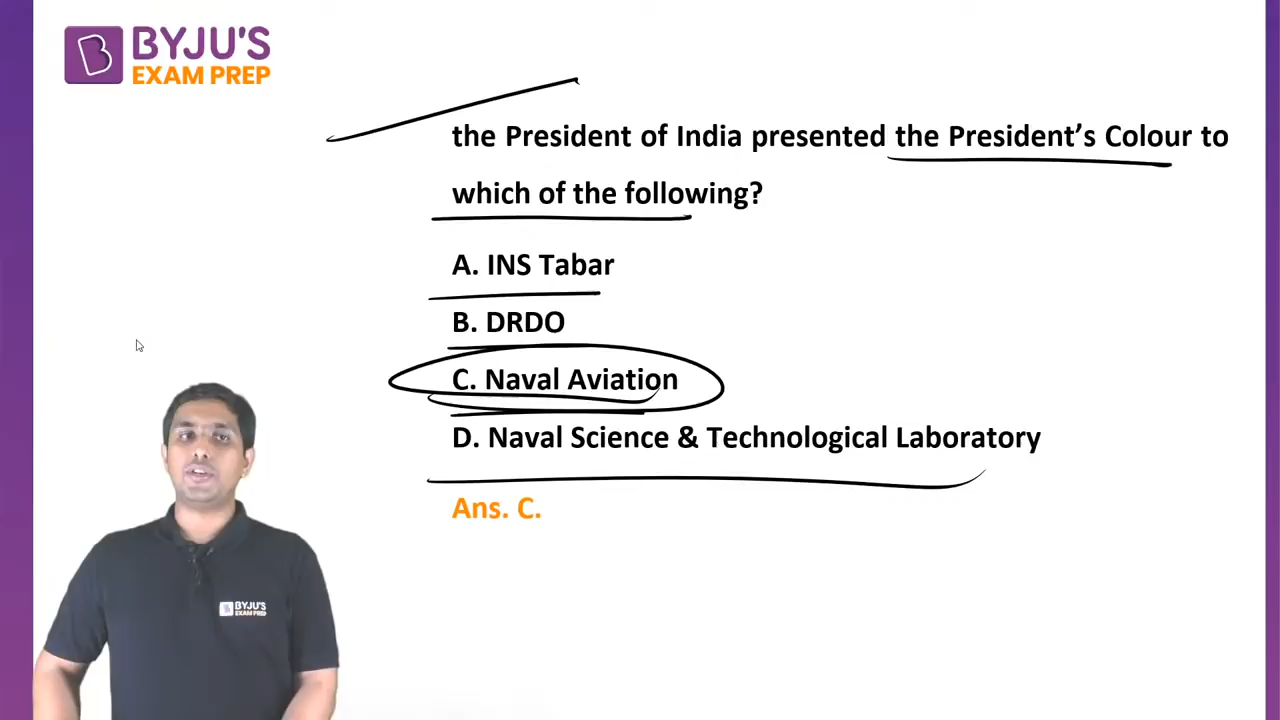 BYJU'S
EXAM PREP
the President of India presented the President’s Colour to
which of the following?
A. INS Tabar
B. DRDO
C. Naval Aviation
D. Naval Science & Technological Laboratory
Ans. C.
BYJU'S
EXAM PREP